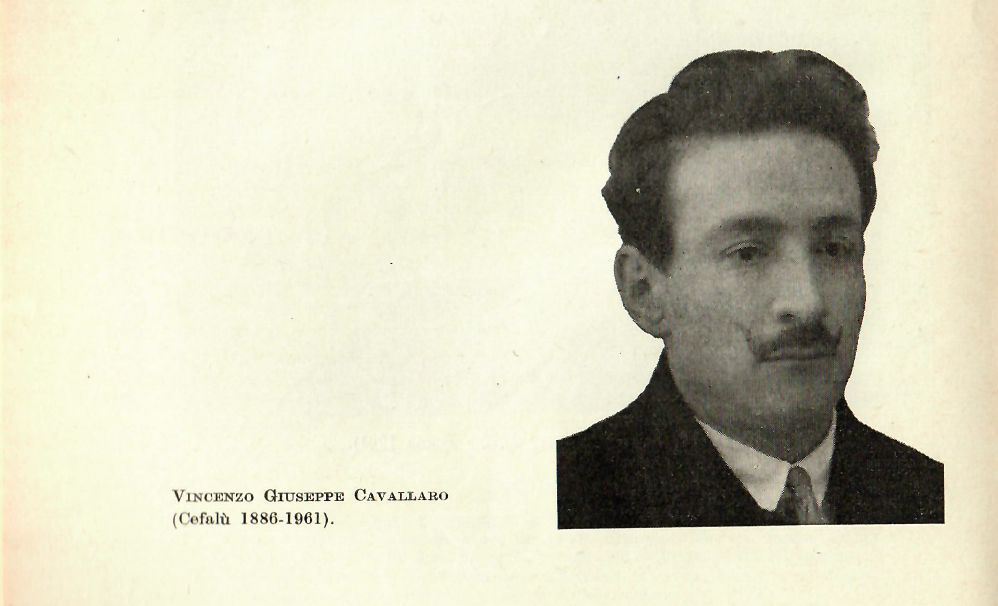 Vincenzo Giuseppe Cavallaro
(Cefalù 1886-1961).